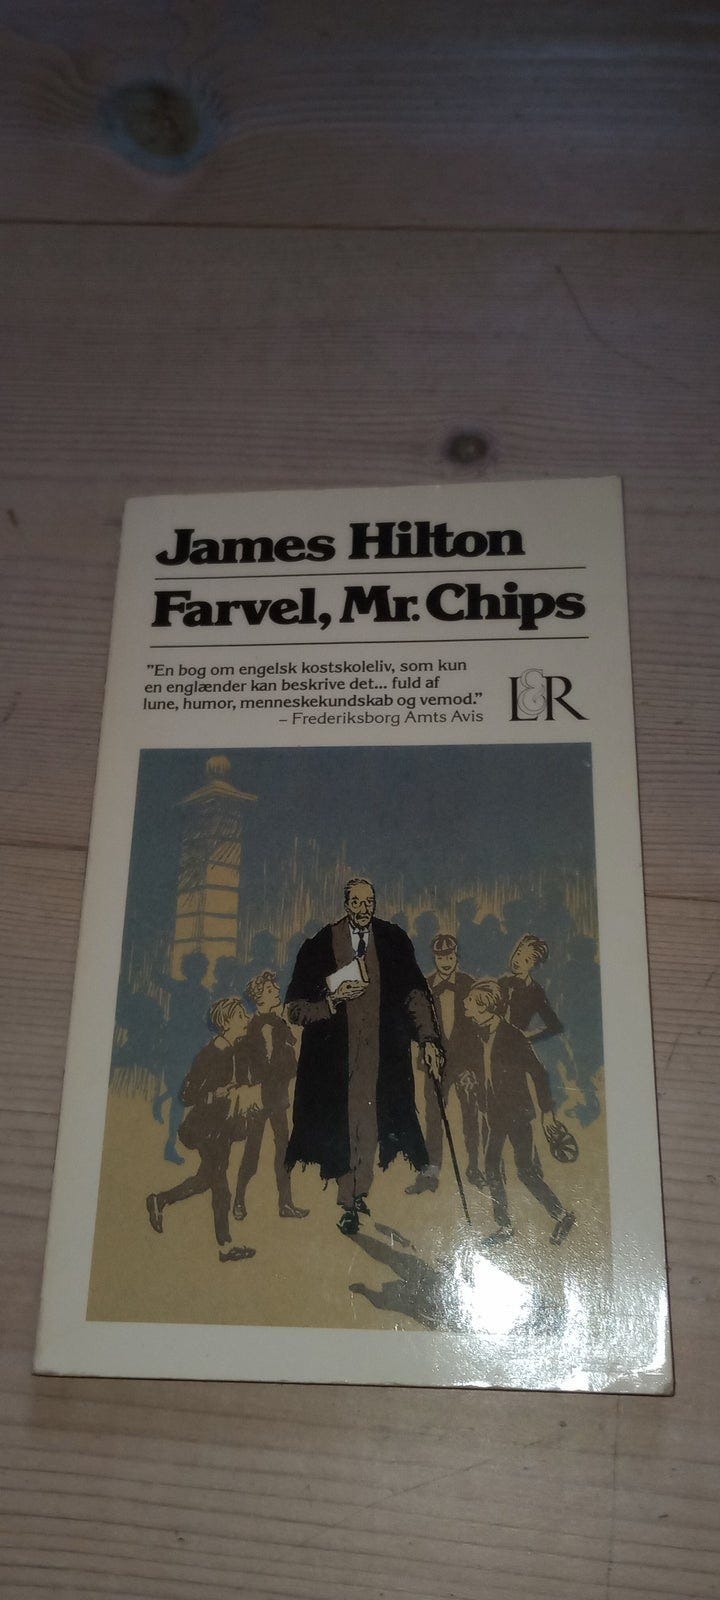 James Hilton
Farvel, Mr. Chips
"En bog om engelsk kostskoleliv, som kun
en englænder kan beskrive det... fuld af
lune, humor, menneskekundskab og vemod."
– Frederiksborg Amts Avis
L&R